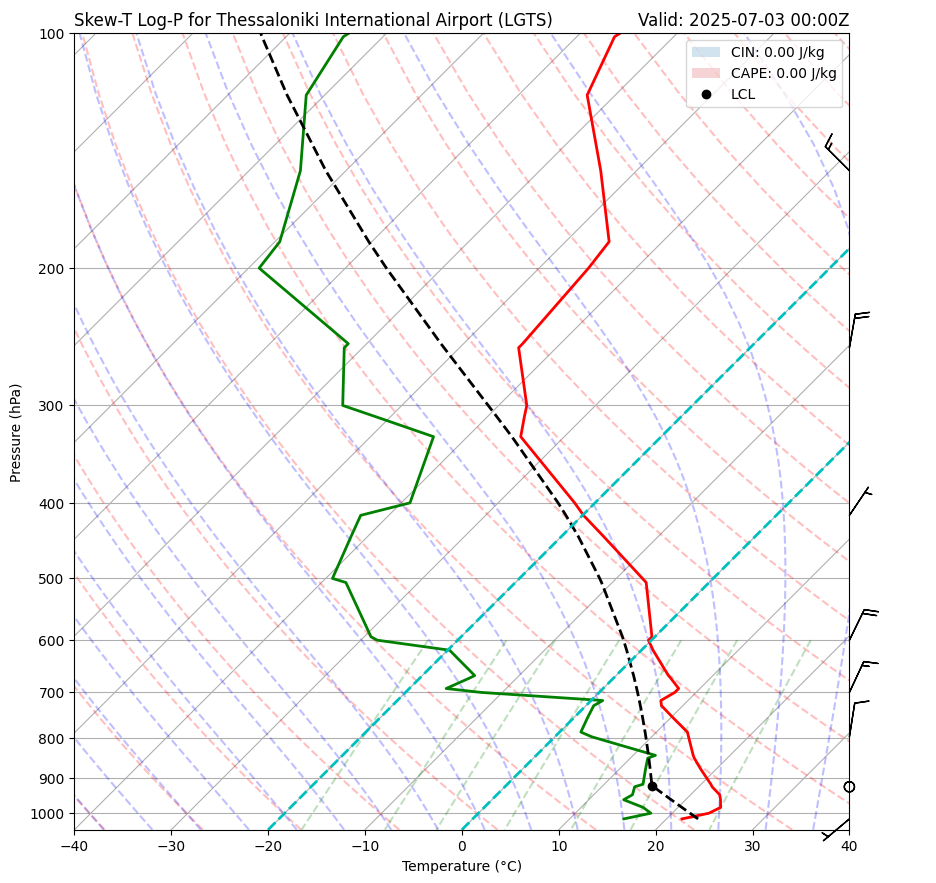 Skew-T Log-P for Thessaloniki International Airport (LGTS)
Valid: 2025-07-03 00:00Z
CIN: 0.00 J/kg
CAPE: 0.00 J/kg
LCL
Pressure (hPa)
100
200
300
400
500
600
700
800
900
1000
−40
−30
−20
−10
0
10
20
30
40
Temperature (°C)